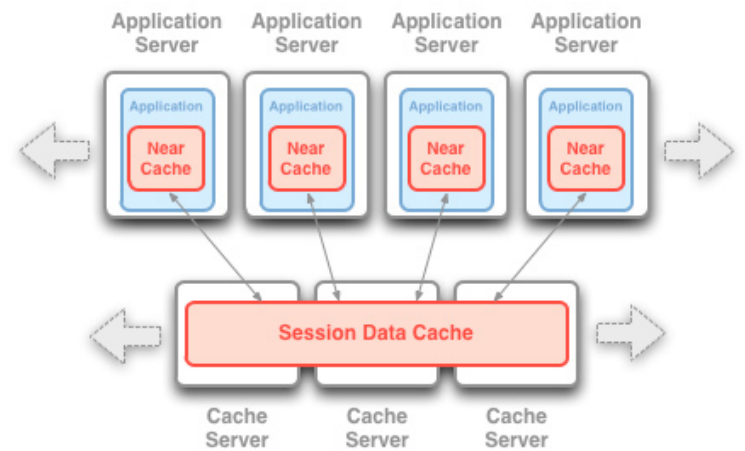 Application Application Application Application
Server Server Server Server
Application Application Application Application
Near Near Near Near
Cache Cache Cache Cache
Session Data Cache
Cache Cache Cache
Server Server Server